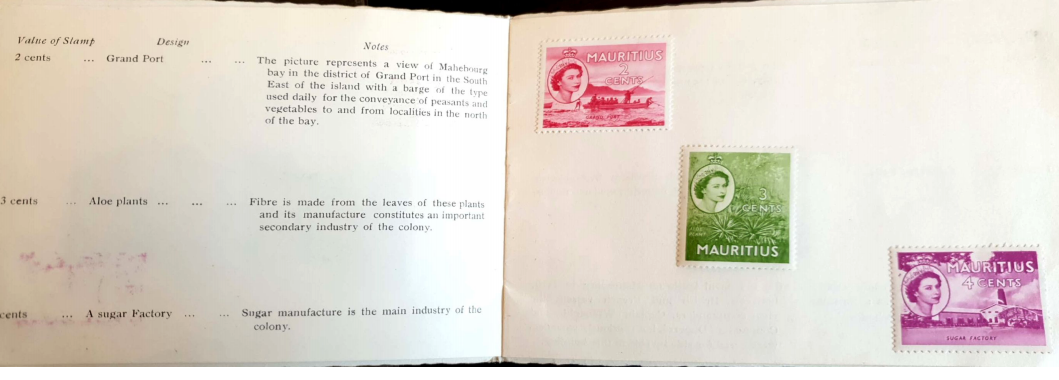 Value of Stamp Design Notes
2 cents ... Grand Port ... ... The picture represents a view of Mahebourg
bay in the district of Grand Port in the South
East of the island with a barge of the type
used daily for the conveyance of peasants and
vegetables to and from localities in the north
of the bay.
3 cents ... Aloe plants ... ... ... Fibre is made from the leaves of these plants
and its manufacture constitutes an important
secondary industry of the colony.
cents ... A sugar Factory ... ... Sugar manufacture is the main industry of the
colony.
MAURITIUS
2
CENTS
GRAND PORT
3
CENTS
ALOE
PLANT
MAURITIUS
MAURITIUS
4 CENTS
SUGAR FACTORY